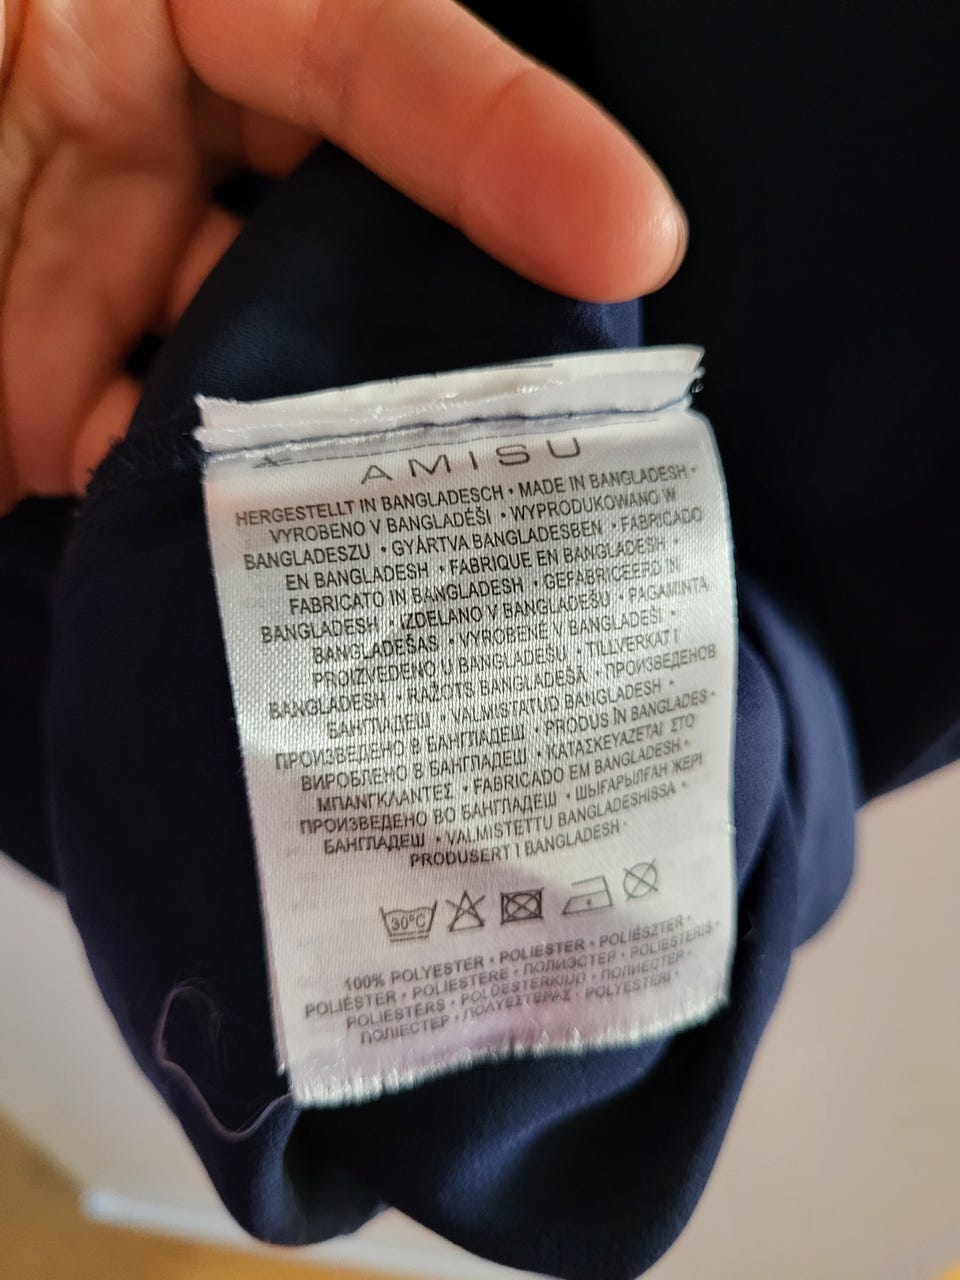 AMISU
HERGESTELLT IN BANGLADESCH • MADE IN BANGLADESH •
VYROBENO V BANGLADÉŠI • WYPRODUKOWANO W
BANGLADESZU • GYÁRTVA BANGLADESBEN • FABRICADO
EN BANGLADESH • FABRIQUE EN BANGLADESH •
FABRICATO IN BANGLADESH • GEFABRICEERD IN
BANGLADESH • IZDELANO V BANGLADEŠU • PAGAMINTA
BANGLADEŠAS • VYROBENÉ V BANGLADEŠI •
PROIZVEDENO U BANGLADEŠU • TILLVERKAT I
BANGLADESH • RAŽOTS BANGLADEŠĀ • ПРОИЗВЕДЕНОВ
БАНГЛАДЕШ • VALMISTATUD BANGLADESH •
ПРОИЗВЕДЕНО В БАНГЛАДЕШ • PRODUS ÎN BANGLADES •
ВИРОБЛЕНО В БАНГЛАДЕШ • ΚΑΤΑΣΚΕΥΑΖΕΤΑΙ ΣΤΟ
ΜΠΑΝΓΚΛΑΝΤΕΣ • FABRICADO EM BANGLADESH •
ПРОИЗВЕДЕНО ВО БАНГЛАДЕШ • ШЫҒАРЫЛҒАН ЖЕРІ
БАНГЛАДЕШ • VALMISTETTU BANGLADESHISSA •
PRODUSERT I BANGLADESH •
30°C
100% POLYESTER • POLIESTER • POLIÉSZTER •
POLIÉSTER • POLIESTERE • ПОЛИЭСТЕР • POLIESTERIS •
POLIESTERS • POLÜESTERKIUD • ПОЛИЕСТЕР •
ПОЛІЕСТЕР • ΠΟΛΥΕΣΤΕΡΑΣ • POLYESTERI •